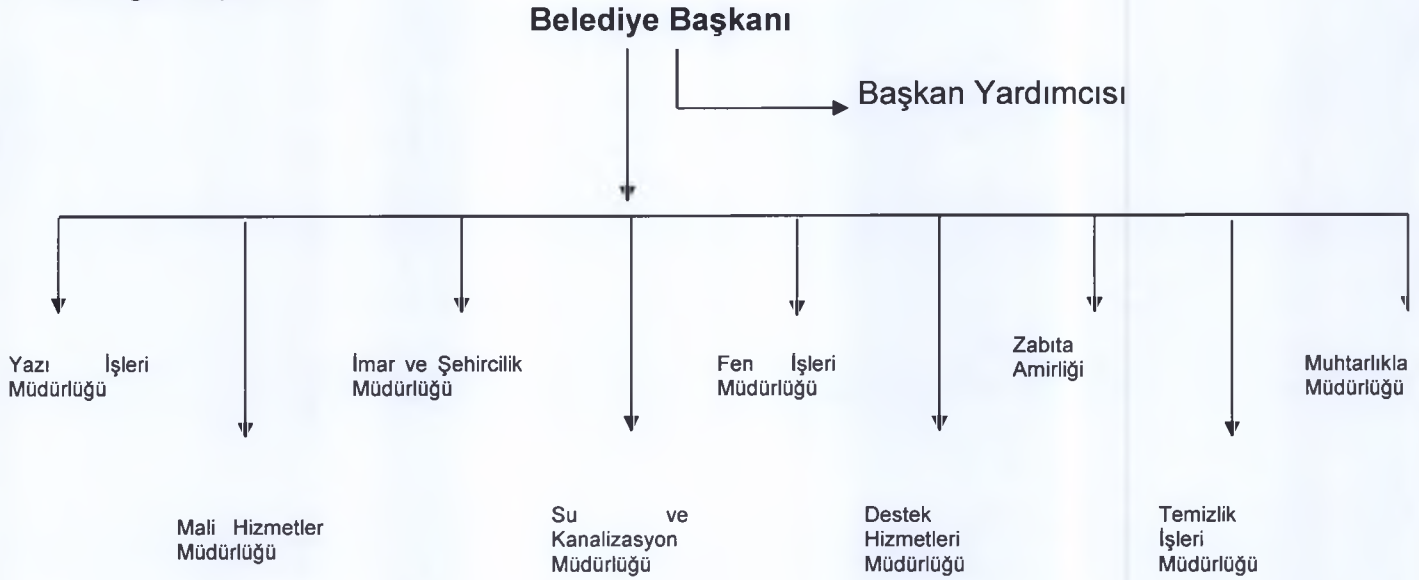 Belediye Başkanı
Başkan Yardımcısı
Yazı İşleri
Müdürlüğü
İmar ve Şehircilik
Müdürlüğü
Fen İşleri
Müdürlüğü
Zabıta
Amirliği
Muhtarlıkla
Müdürlüğü
Mali Hizmetler
Müdürlüğü
Su ve
Kanalizasyon
Müdürlüğü
Destek
Hizmetleri
Müdürlüğü
Temizlik
İşleri
Müdürlüğü